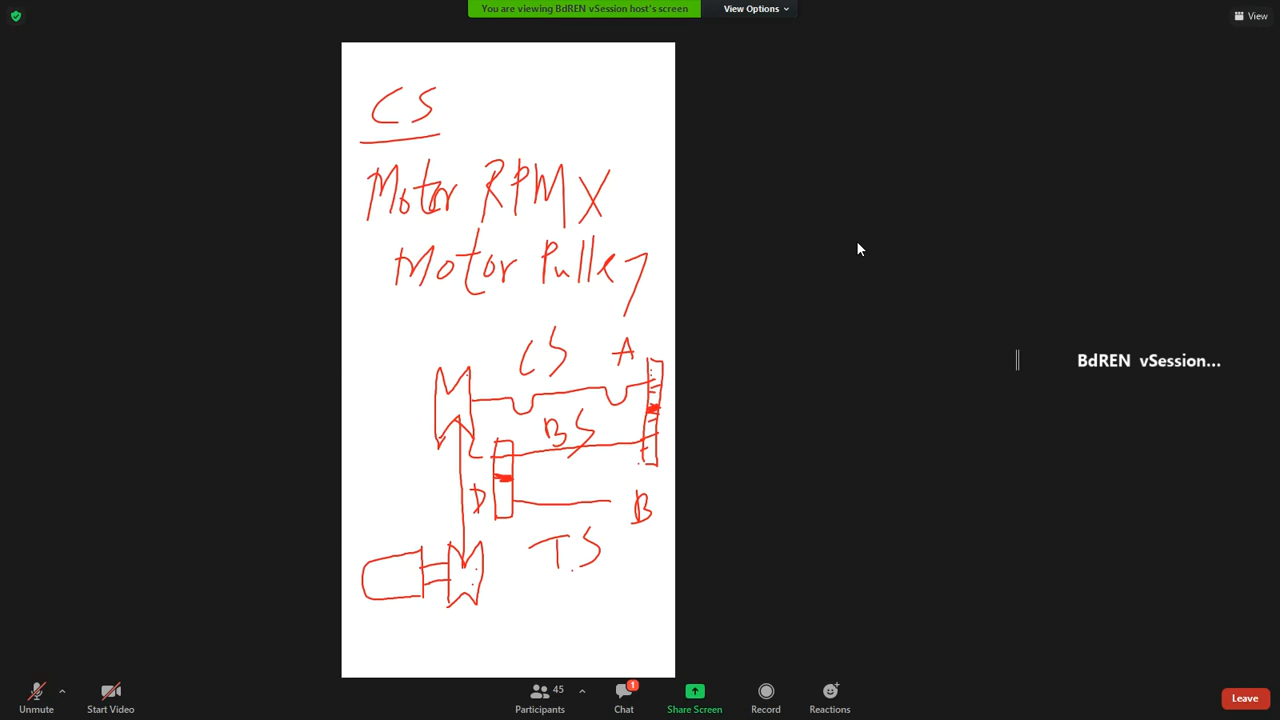 You are viewing BdREN vSession host's screen
View Options
View
CS
Motor RPM X
Motor Pulley
CS A
BS
C
D B
T.S
BdREN vSession...
Unmute
Start Video
45
Participants
1
Chat
Share Screen
Record
Reactions
Leave